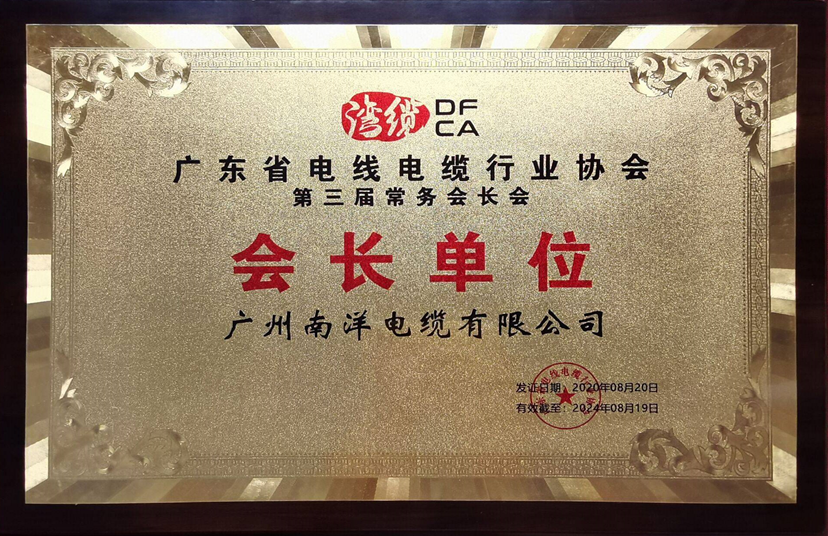 湾缆 DF
CA
广东省电线电缆行业协会
第三届常务会长会
会长单位
广州南洋电缆有限公司
发证日期：2020年08月20日
有效截至：2024年08月19日